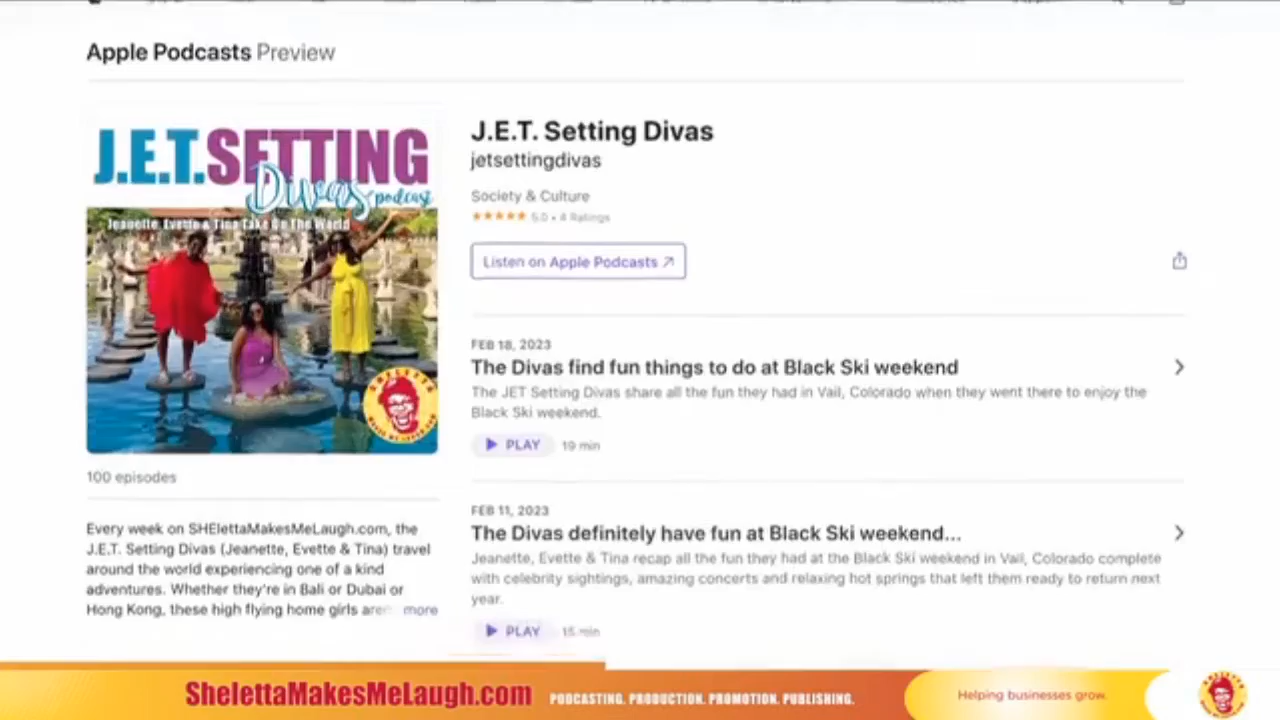 Apple Podcasts Preview
J.E.T.SETTING
Divas podcast
Jeanette, Evette & Tina Take On The World
SHELETTA
100 episodes
Every week on SHElettaMakesMeLaugh.com, the
J.E.T. Setting Divas (Jeanette, Evette & Tina) travel
around the world experiencing one of a kind
adventures. Whether they're in Bali or Dubai or
Hong Kong, these high flying home girls aren more
J.E.T. Setting Divas
jetsettingdivas
Society & Culture
★★★★★ 5.0 • 4 Ratings
Listen on Apple Podcasts ↗
FEB 18, 2023
The Divas find fun things to do at Black Ski weekend
The JET Setting Divas share all the fun they had in Vail, Colorado when they went there to enjoy the
Black Ski weekend.
PLAY 19 min
FEB 11, 2023
The Divas definitely have fun at Black Ski weekend...
Jeanette, Evette & Tina recap all the fun they had at the Black Ski weekend in Vail, Colorado complete
with celebrity sightings, amazing concerts and relaxing hot springs that left them ready to return next
year.
PLAY 15 min
ShelettaMakesMeLaugh.com PODCASTING. PRODUCTION. PROMOTION. PUBLISHING. Helping businesses grow.